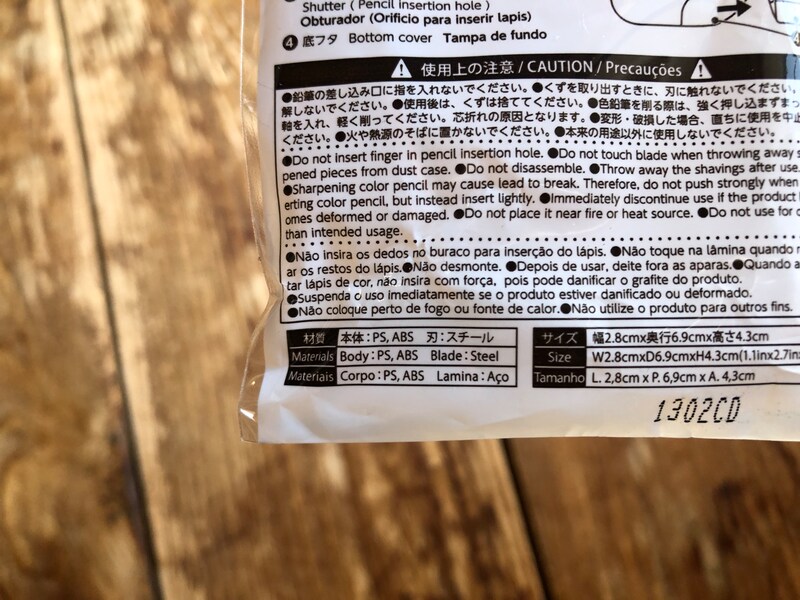 Shutter ( Pencil insertion hole )
Obturador (Orifício para inserir lapis)
❹ 底フタ Bottom cover Tampa de fundo
使用上の注意 / CAUTION / Precauções
●鉛筆の差し込み口に指を入れないでください。●くずを取り出すときに、刃に触れないでください。
解しないでください。●使用後は、くずは捨ててください。●色鉛筆を削る際は、強く押し込まずまっ
軸を入れ、軽く削ってください。芯折れの原因となります。●変形・破損した場合、直ちに使用を中止
ください。●火や熱源のそばに置かないでください。●本来の用途以外に使用しないでください。
●Do not insert finger in pencil insertion hole. ●Do not touch blade when throwing away s
pened pieces from dust case. ●Do not disassemble. ●Throw away the shavings after use.
●Sharpening color pencil may cause lead to break. Therefore, do not push strongly when
erting color pencil, but instead insert lightly. ●Immediately discontinue use if the product
omes deformed or damaged. ●Do not place it near fire or heat source. ●Do not use for
than intended usage.
●Não insira os dedos no buraco para inserção do lápis. ●Não toque na lâmina quando
ar os restos do lápis.●Não desmonte. ●Depois de usar, deite fora as aparas.●Quando a
tar lápis de cor, não insira com força, pois pode danificar o grafite do produto.
●Suspenda o uso imediatamente se o produto estiver danificado ou deformado.
●Não coloque perto de fogo ou fonte de calor.●Não utilize o produto para outros fins.
材質 本体：PS, ABS 刃：スチール
Materials Body：PS, ABS Blade：Steel
Materiais Corpo：PS, ABS Lamina：Aço
サイズ 幅2.8cmx奥行6.9cmx高さ4.3cm
Size W2.8cmxD6.9cmxH4.3cm(1.1inx2.7in
Tamanho L. 2,8cm x P. 6,9cm x A. 4,3cm
1302CD